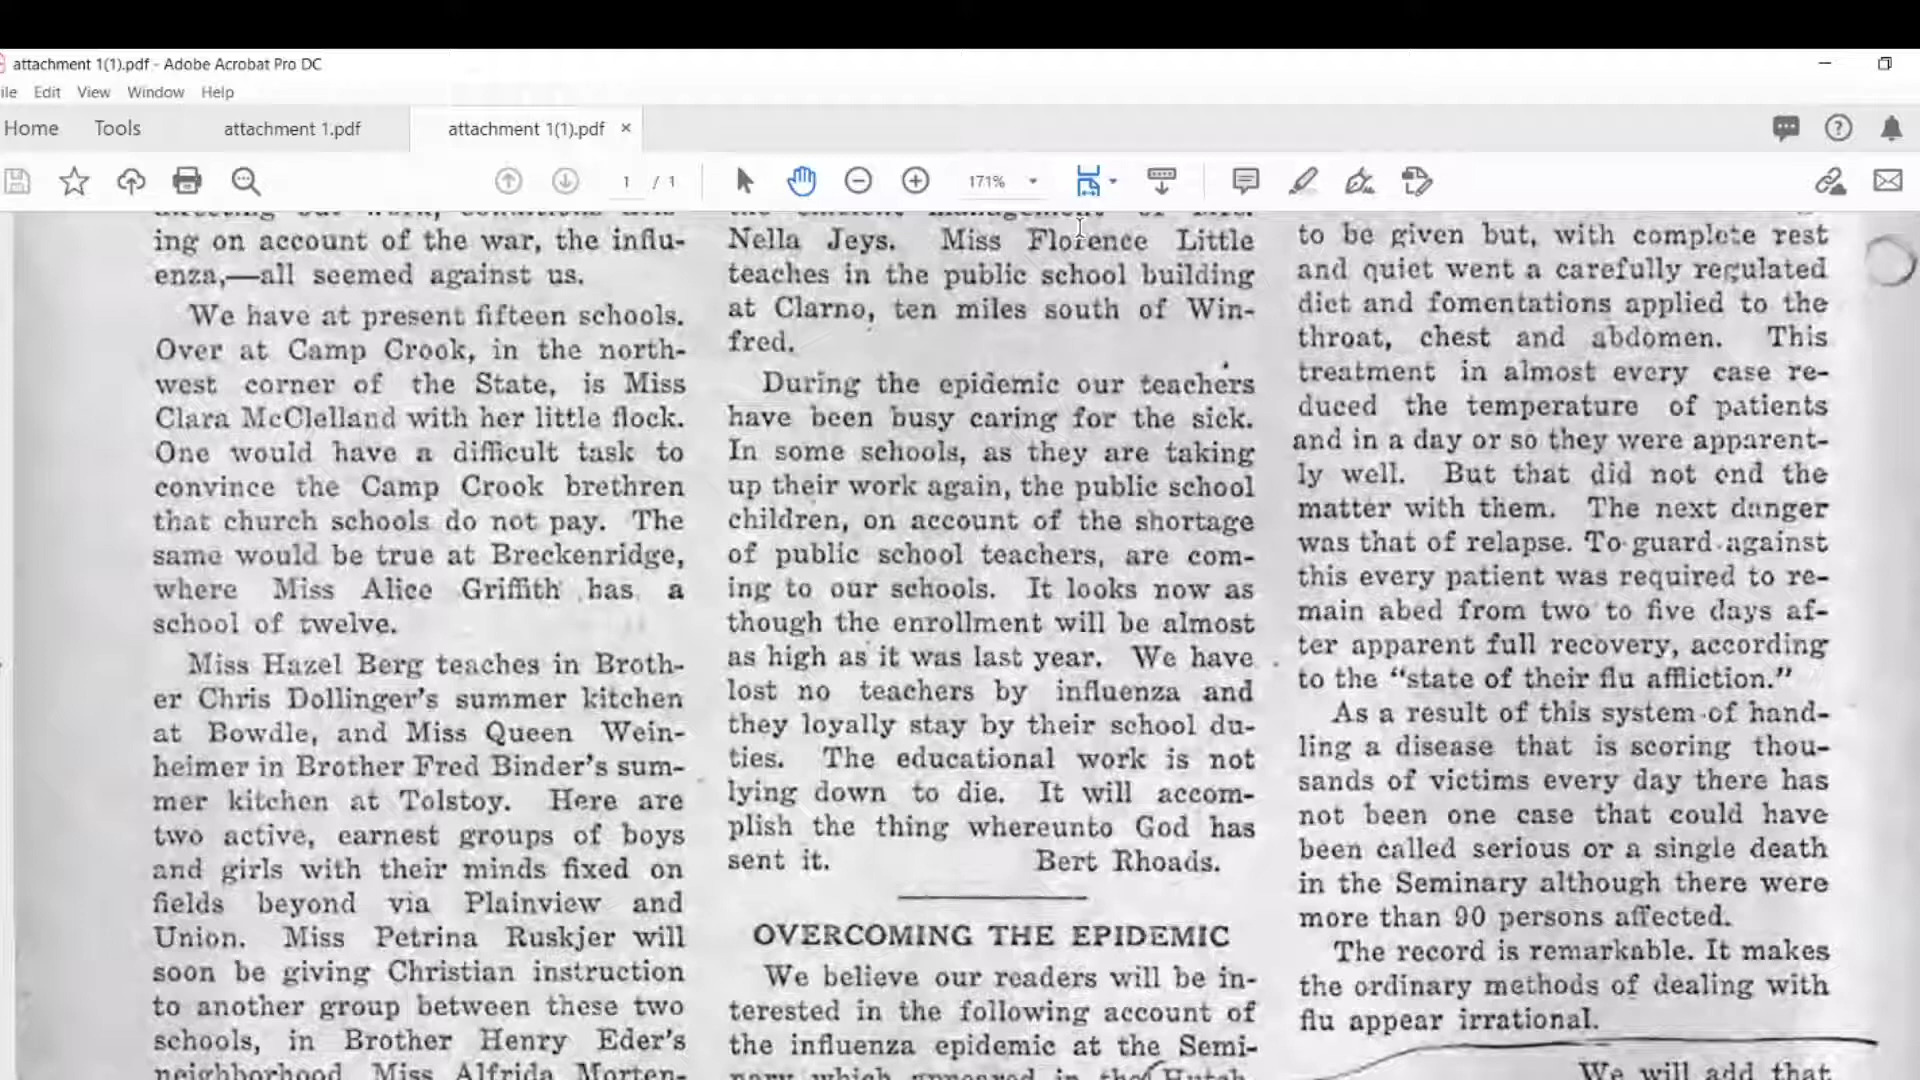 attachment 1(1).pdf - Adobe Acrobat Pro DC
ile Edit View Window Help
Home Tools attachment 1.pdf attachment 1(1).pdf ×
1 / 1 171%
ing on account of the war, the influ-
enza,—all seemed against us.
We have at present fifteen schools.
Over at Camp Crook, in the north-
west corner of the State, is Miss
Clara McClelland with her little flock.
One would have a difficult task to
convince the Camp Crook brethren
that church schools do not pay. The
same would be true at Breckenridge,
where Miss Alice Griffith has a
school of twelve.
Miss Hazel Berg teaches in Broth-
er Chris Dollinger's summer kitchen
at Bowdle, and Miss Queen Wein-
heimer in Brother Fred Binder's sum-
mer kitchen at Tolstoy. Here are
two active, earnest groups of boys
and girls with their minds fixed on
fields beyond via Plainview and
Union. Miss Petrina Ruskjer will
soon be giving Christian instruction
to another group between these two
schools, in Brother Henry Eder's
neighborhood. Miss Alfrida Morten-
Nella Jeys. Miss Florence Little
teaches in the public school building
at Clarno, ten miles south of Win-
fred.
During the epidemic our teachers
have been busy caring for the sick.
In some schools, as they are taking
up their work again, the public school
children, on account of the shortage
of public school teachers, are com-
ing to our schools. It looks now as
though the enrollment will be almost
as high as it was last year. We have
lost no teachers by influenza and
they loyally stay by their school du-
ties. The educational work is not
lying down to die. It will accom-
plish the thing whereunto God has
sent it. Bert Rhoads.
OVERCOMING THE EPIDEMIC
We believe our readers will be in-
terested in the following account of
the influenza epidemic at the Semi-
nary which appeared in the Hutch-
to be given but, with complete rest
and quiet went a carefully regulated
diet and fomentations applied to the
throat, chest and abdomen. This
treatment in almost every case re-
duced the temperature of patients
and in a day or so they were apparent-
ly well. But that did not end the
matter with them. The next danger
was that of relapse. To guard against
this every patient was required to re-
main abed from two to five days af-
ter apparent full recovery, according
to the "state of their flu affliction."
As a result of this system of hand-
ling a disease that is scoring thou-
sands of victims every day there has
not been one case that could have
been called serious or a single death
in the Seminary although there were
more than 90 persons affected.
The record is remarkable. It makes
the ordinary methods of dealing with
flu appear irrational.
We will add that